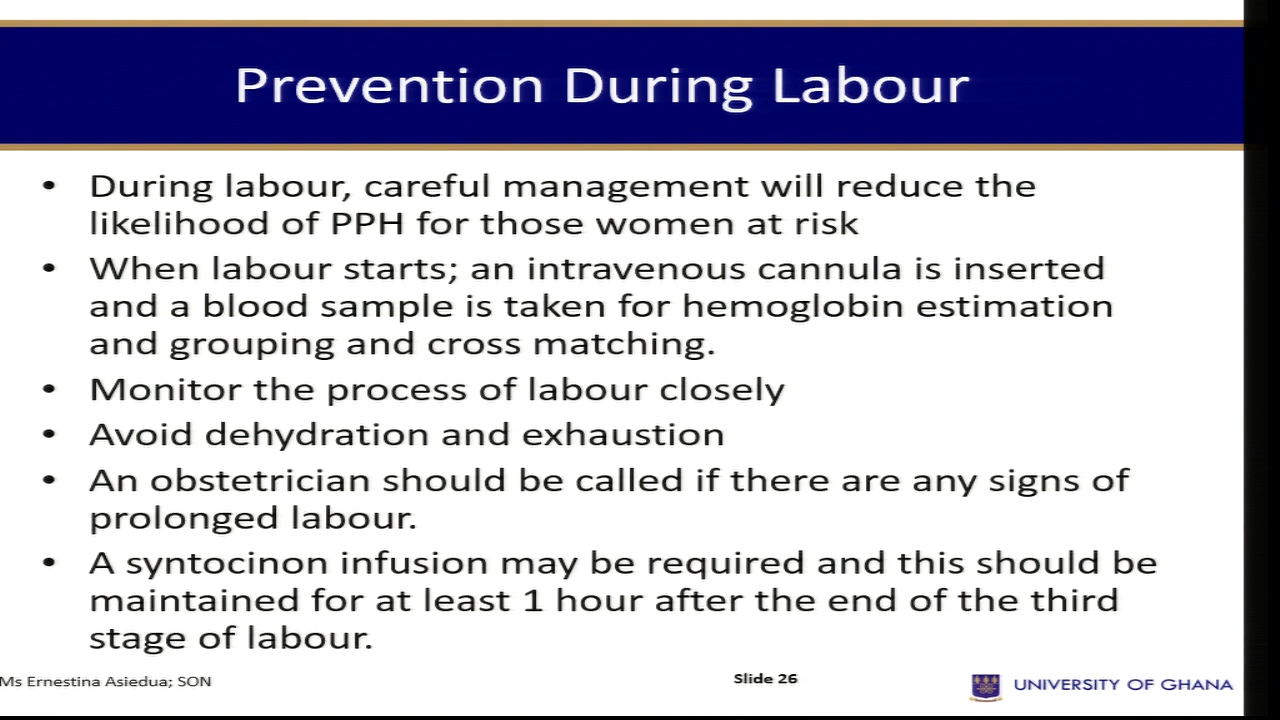 Prevention During Labour
• During labour, careful management will reduce the
likelihood of PPH for those women at risk
• When labour starts; an intravenous cannula is inserted
and a blood sample is taken for hemoglobin estimation
and grouping and cross matching.
• Monitor the process of labour closely
• Avoid dehydration and exhaustion
• An obstetrician should be called if there are any signs of
prolonged labour.
• A syntocinon infusion may be required and this should be
maintained for at least 1 hour after the end of the third
stage of labour.
Ms Ernestina Asiedua; SON
Slide 26
UNIVERSITY OF GHANA